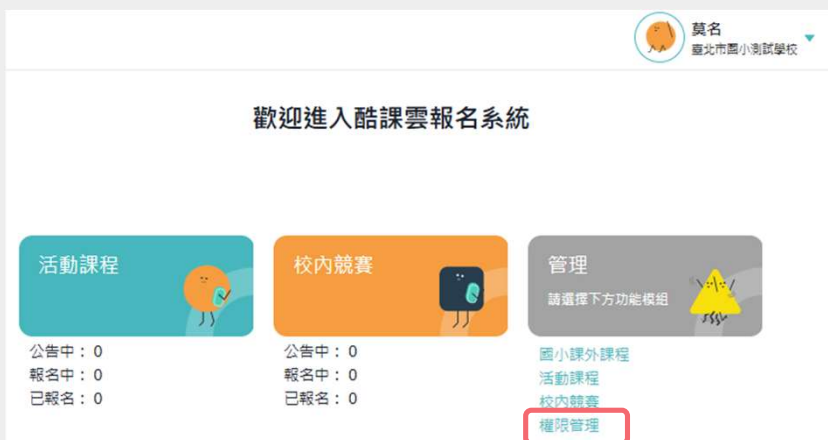 莫名
臺北市國小測試學校
歡迎進入酷課雲報名系統
活動課程
校內競賽
管理
請選擇下方功能模組
公告中： 0
報名中： 0
已報名： 0
公告中： 0
報名中： 0
已報名： 0
國小課外課程
活動課程
校內競賽
權限管理